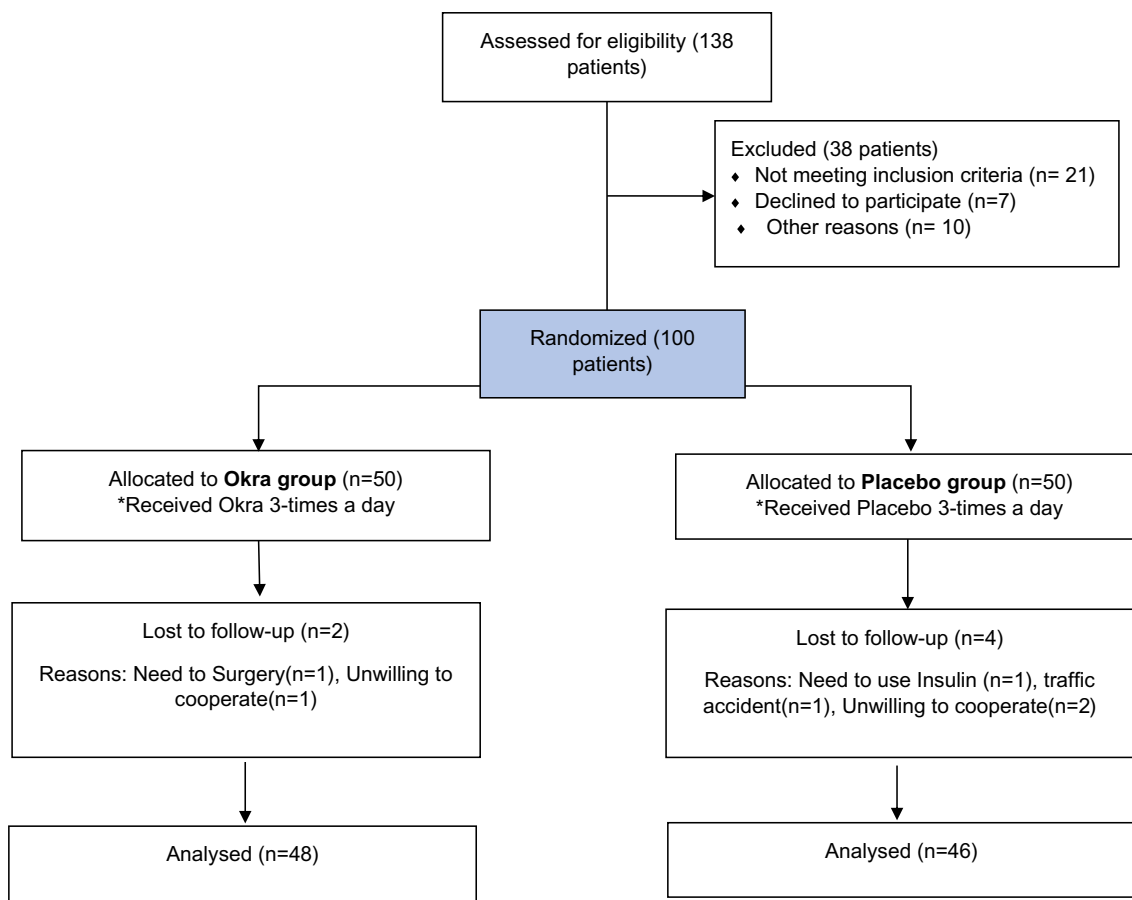 Assessed for eligibility (138
patients)
Excluded (38 patients)
♦ Not meeting inclusion criteria (n= 21)
♦ Declined to participate (n=7)
♦ Other reasons (n= 10)
Randomized (100
patients)
Allocated to Okra group (n=50)
*Received Okra 3-times a day
Allocated to Placebo group (n=50)
*Received Placebo 3-times a day
Lost to follow-up (n=2)
Reasons: Need to Surgery(n=1), Unwilling to
cooperate(n=1)
Lost to follow-up (n=4)
Reasons: Need to use Insulin (n=1), traffic
accident(n=1), Unwilling to cooperate(n=2)
Analysed (n=48)
Analysed (n=46)